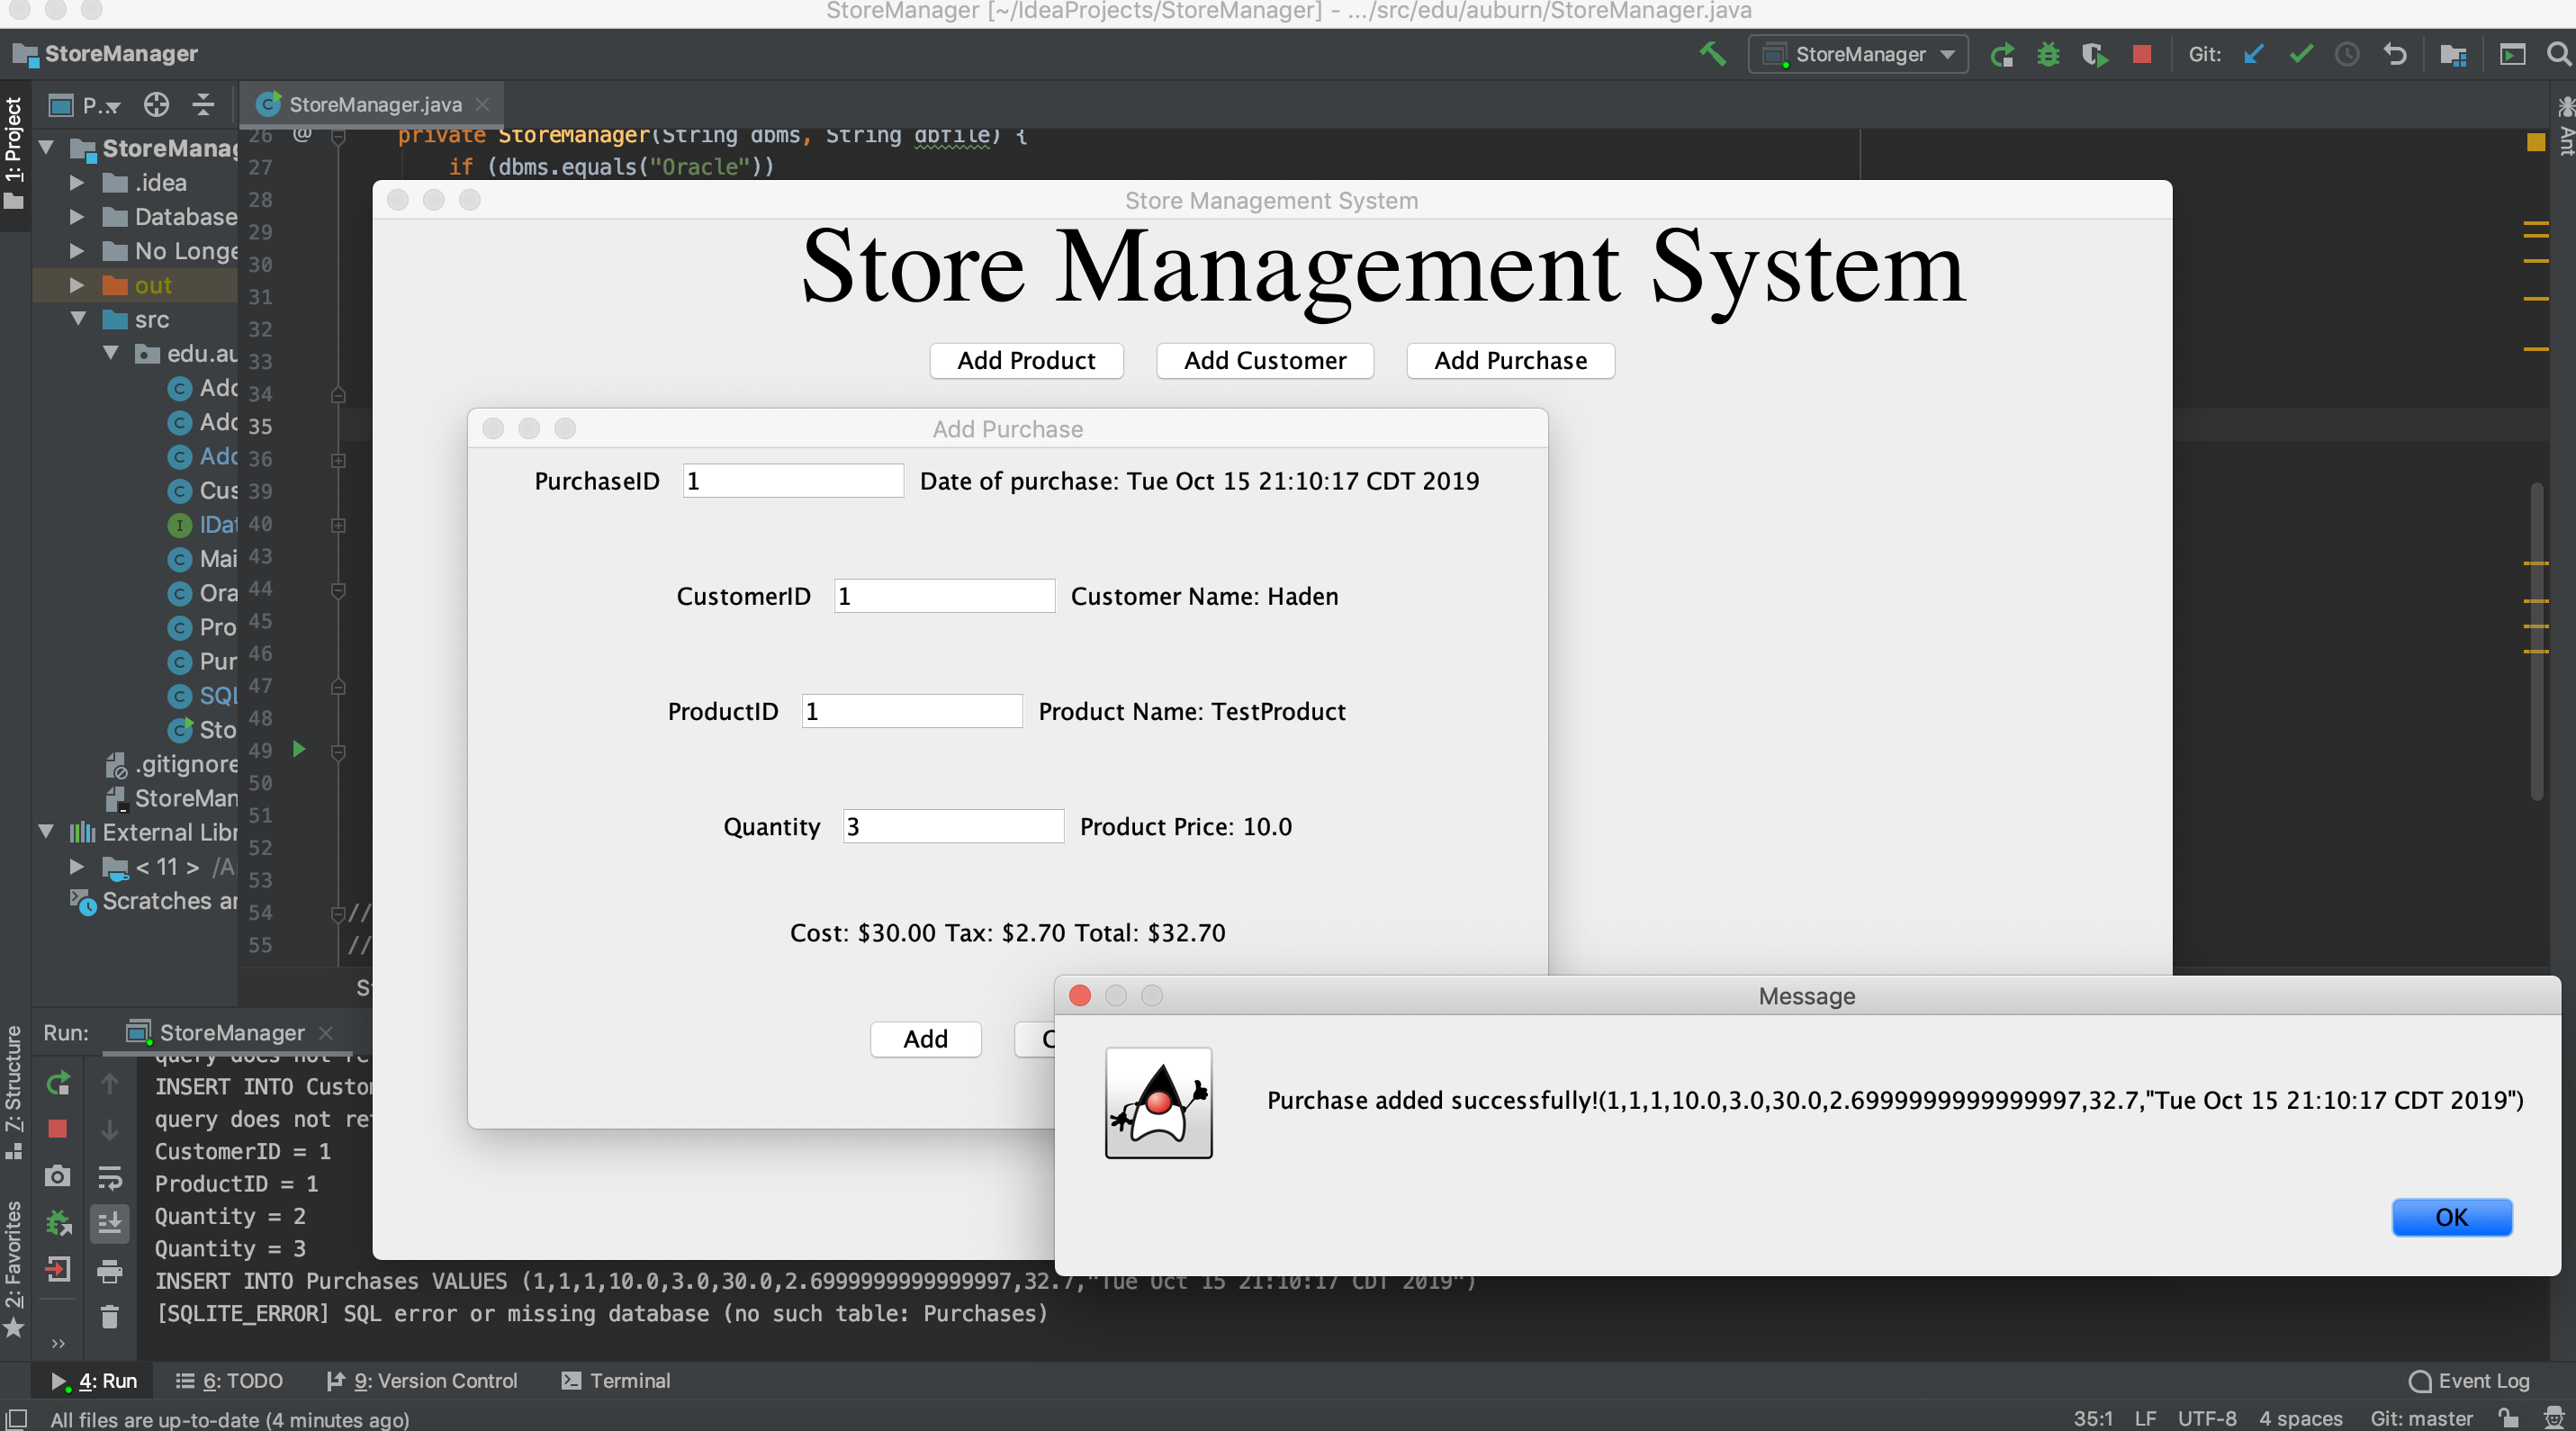 StoreManager [~/IdeaProjects/StoreManager] - .../src/edu/auburn/StoreManager.java
StoreManager
StoreManager
Git:
1: Project
P...
StoreManager.java
Ant
StoreManag
.idea
Database
No Longe
out
src
edu.au
Add
Add
Add
Cus
IDat
Mai
Ora
Pro
Pur
SQL
Sto
.gitignore
StoreMan
External Libr
< 11 > /A
Scratches an
26 @ private StoreManager(String dbms, String dbfile) {
27 if (dbms.equals("Oracle"))
28
29
30
31
32
33
34
35
36
39
40
43
44
45
46
47
48
49
50
51
52
53
54 //
55 //
Store Management System
Store Management System
Add Product Add Customer Add Purchase
Add Purchase
PurchaseID 1 Date of purchase: Tue Oct 15 21:10:17 CDT 2019
CustomerID 1 Customer Name: Haden
ProductID 1 Product Name: TestProduct
Quantity 3 Product Price: 10.0
Cost: $30.00 Tax: $2.70 Total: $32.70
Add C
Message
Purchase added successfully!(1,1,1,10.0,3.0,30.0,2.6999999999999997,32.7,"Tue Oct 15 21:10:17 CDT 2019")
OK
Run: StoreManager
Z: Structure
2: Favorites
query does not re
INSERT INTO Custom
query does not ret
CustomerID = 1
ProductID = 1
Quantity = 2
Quantity = 3
INSERT INTO Purchases VALUES (1,1,1,10.0,3.0,30.0,2.6999999999999997,32.7,"Tue Oct 15 21:10:17 CDT 2019")
[SQLITE_ERROR] SQL error or missing database (no such table: Purchases)
4: Run 6: TODO 9: Version Control Terminal Event Log
All files are up-to-date (4 minutes ago) 35:1 LF UTF-8 4 spaces Git: master